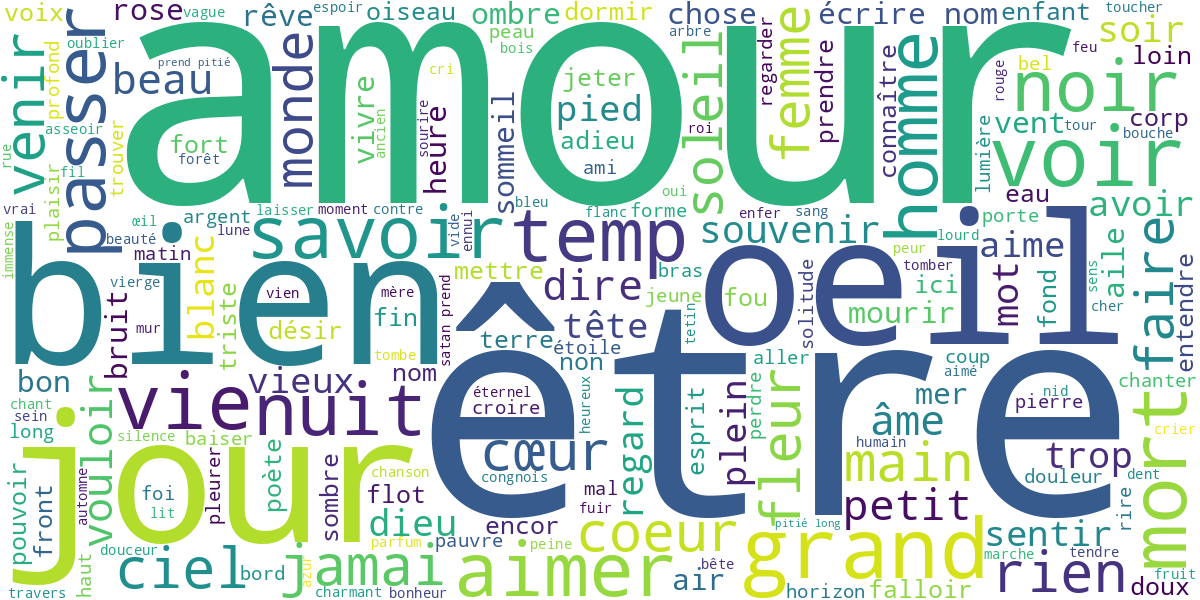 voix
rose
vague
rêve
espoir
oiseau
ombre
dormir
chose
écrire
nom
enfant
toucher
oublier
passer
amour
peau
bois
arbre
regarder
femme
prendre
connaître
homme
feu
soir
loin
venir
profond
beau
prend pitié
monde
cri
jeter
soleil
rouge
bel
noir
asseoir
trouver
fort
forêt
vivre
ancien
sourire
heure
sommeil
pied
adieu
ami
roi
lumière
vent
tour
corp
bouche
voir
rue
fil
plaisir
oui
eau
avoir
vrai
œil
beauté
argent
laisser
moment
contre
bleu
flanc
forme
enfer
sang
porte
immense
matin
lune
savoir
vide
ennui
temp
souvenir
peur
lourd
aime
bien
vierge
blanc
mettre
dire
bras
tomber
oeil
ici
mot
fond
sens
cher
aile
faire
entendre
bruit
mur
triste
vien
désir
mère
fin
tombe
satan prend
être
terre
tête
étoile
jeune
tetin
fou
solitude
mourir
bon
chant
sein
long
vie
vieux
nuit
nom
éternel
croire
non
heureux
regard
esprit
perdre
plein
aller
fleur
âme
mer
coup
aimé
nid
pierre
chanter
mort
crier
jour
silence
baiser
vouloir
automne
pouvoir
front
foi
lit
pleurer
poète
sombre
chanson
flot
cœur
congnois
mal
fuir
main
humain
petit
douleur
trop
dent
rire
dieu
encor
pitié long
sentir
douceur
haut
travers
ciel
bord
azur
parfum
jamai
charmant
bonheur
pauvre
peine
aimer
coeur
air
bête
grand
horizon
falloir
marche
tendre
rien
fruit
doux